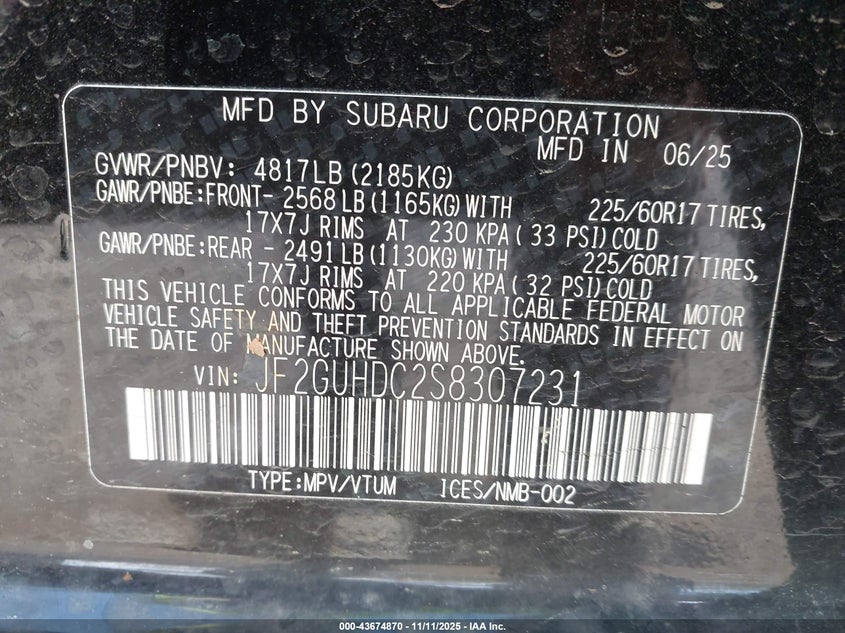 MFD BY SUBARU CORPORATION
MFD IN 06/25
GVWR/PNBV: 4817LB (2185KG)
GAWR/PNBE:FRONT- 2568LB (1165KG) WITH 225/60R17 TIRES,
17X7J RIMS AT 230 KPA ( 33 PSI) COLD
GAWR/PNBE:REAR - 2491LB (1130KG) WITH 225/60R17 TIRES,
17X7J RIMS AT 220 KPA ( 32 PSI) COLD
THIS VEHICLE CONFORMS TO ALL APPLICABLE FEDERAL MOTOR
VEHICLE SAFETY AND THEFT PREVENTION STANDARDS IN EFFECT ON
THE DATE OF MANUFACTURE SHOWN ABOVE.
VIN: JF2GUHDC2S8307231
TYPE:MPV/VTUM ICES/NMB-002
000-43674870 - 11/11/2025 - IAA Inc.